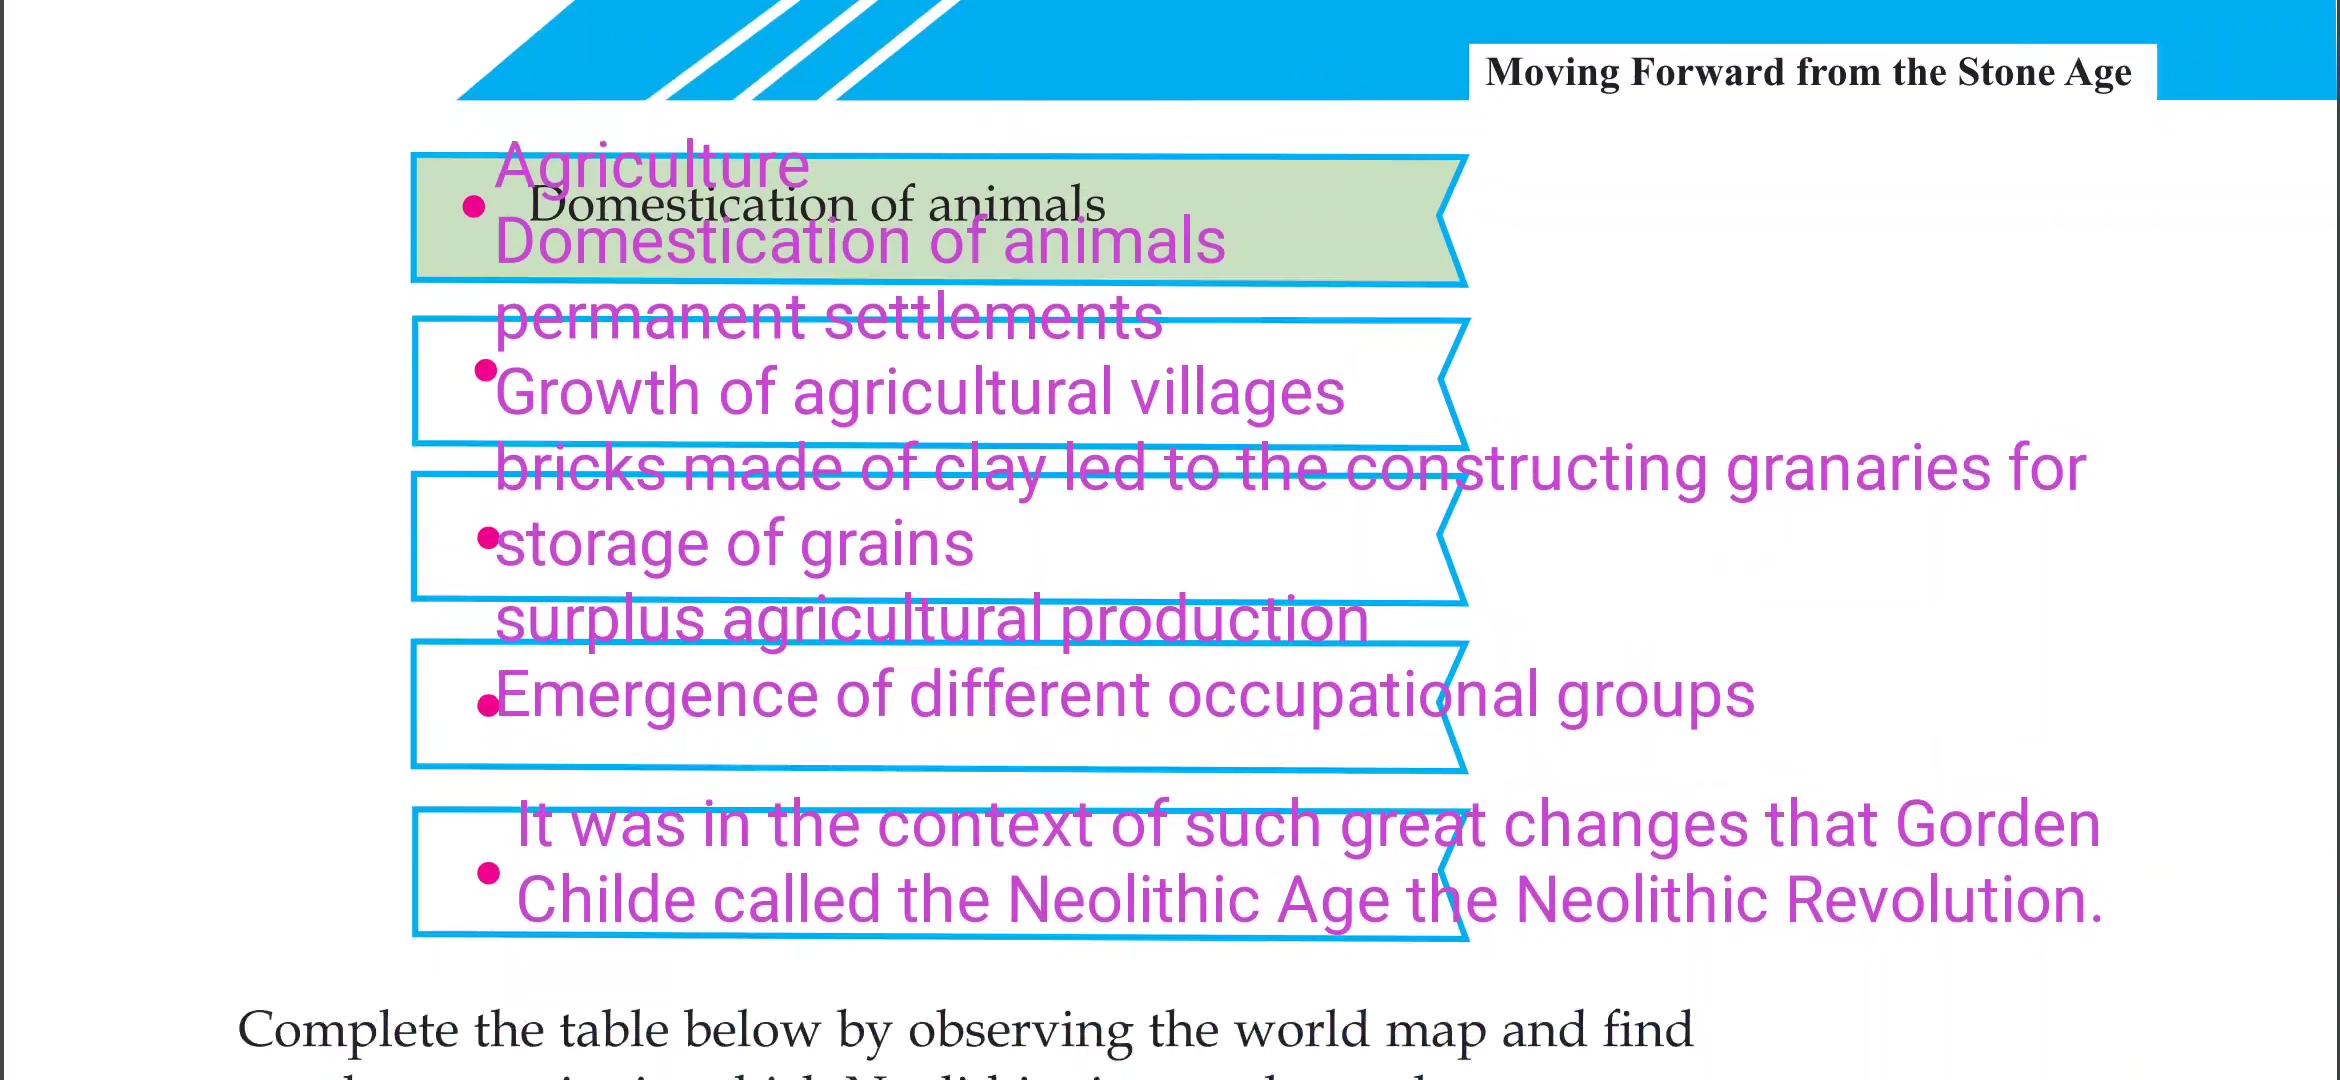 Moving Forward from the Stone Age
Agriculture
Domestication of animals
Domestication of animals
permanent settlements
Growth of agricultural villages
bricks made of clay led to the constructing granaries for
storage of grains
surplus agricultural production
Emergence of different occupational groups
It was in the context of such great changes that Gorden
Childe called the Neolithic Age the Neolithic Revolution.
Complete the table below by observing the world map and find